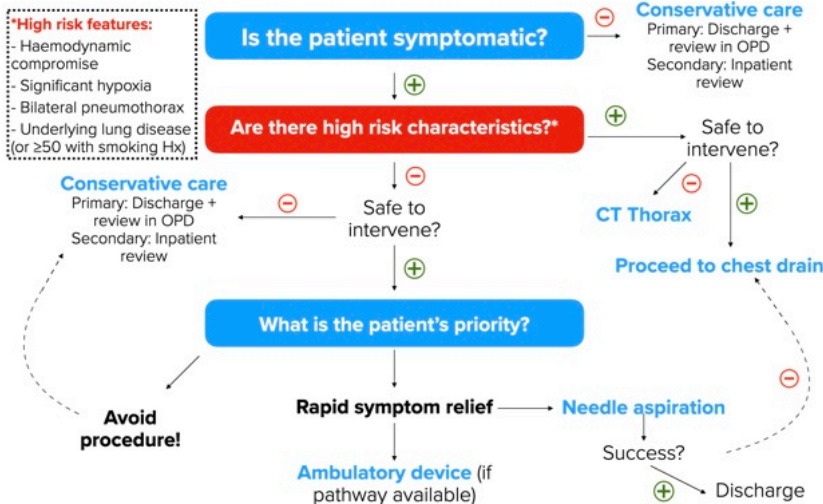 *High risk features:
- Haemodynamic
compromise
- Significant hypoxia
- Bilateral pneumothorax
- Underlying lung disease
(or ≥50 with smoking Hx)
Is the patient symptomatic?
Conservative care
Primary: Discharge +
review in OPD
Secondary: Inpatient
review
Are there high risk characteristics?*
Safe to
intervene?
CT Thorax
Proceed to chest drain
Conservative care
Primary: Discharge +
review in OPD
Secondary: Inpatient
review
Safe to
intervene?
What is the patient's priority?
Avoid
procedure!
Rapid symptom relief
Needle aspiration
Success?
Discharge
Ambulatory device (if
pathway available)